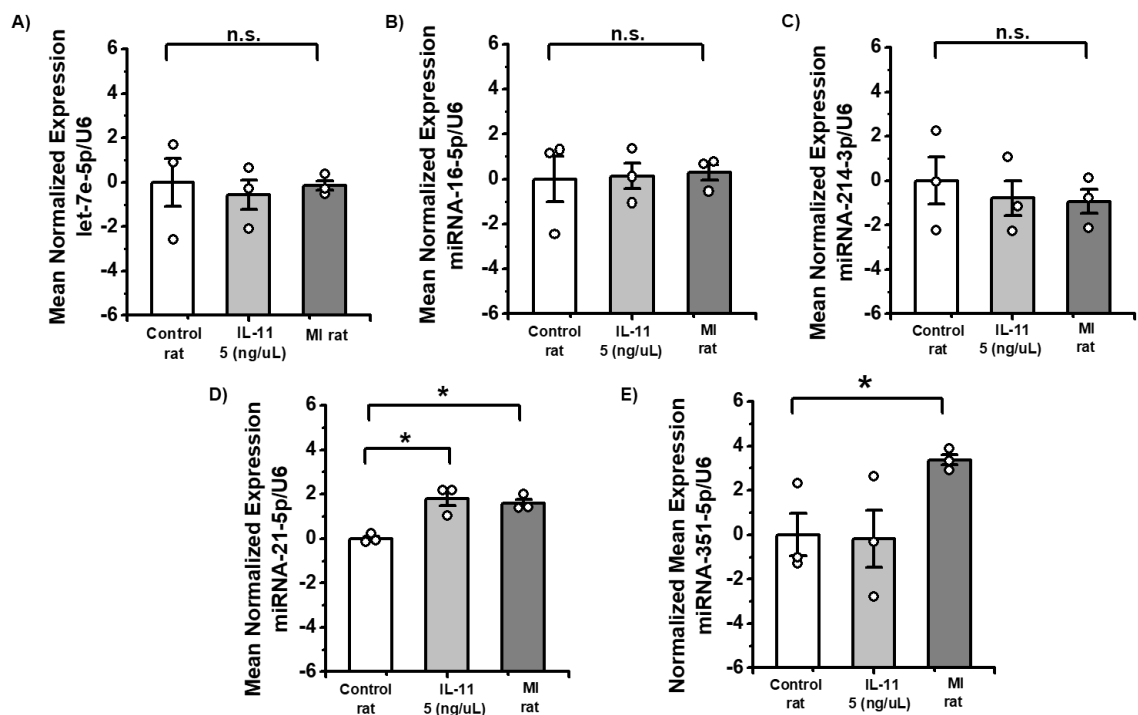 A)
Mean Normalized Expression
let-7e-5p/U6
6
4
2
0
-2
-4
-6
n.s.
Control
rat
IL-11
5 (ng/uL)
MI rat
B)
Mean Normalized Expression
miRNA-16-5p/U6
6
4
2
0
-2
-4
-6
n.s.
Control
rat
IL-11
5 (ng/uL)
MI
rat
C)
Mean Normalized Expression
miRNA-214-3p/U6
6
4
2
0
-2
-4
-6
n.s.
Control
rat
IL-11
5 (ng/uL)
MI
rat
D)
Mean Normalized Expression
miRNA-21-5p/U6
6
4
2
0
-2
-4
-6
*
*
Control
rat
IL-11
5 (ng/uL)
MI
rat
E)
Normalized Mean Expression
miRNA-351-5p/U6
6
4
2
0
-2
-4
-6
*
Control
rat
IL-11
5 (ng/uL)
MI
rat